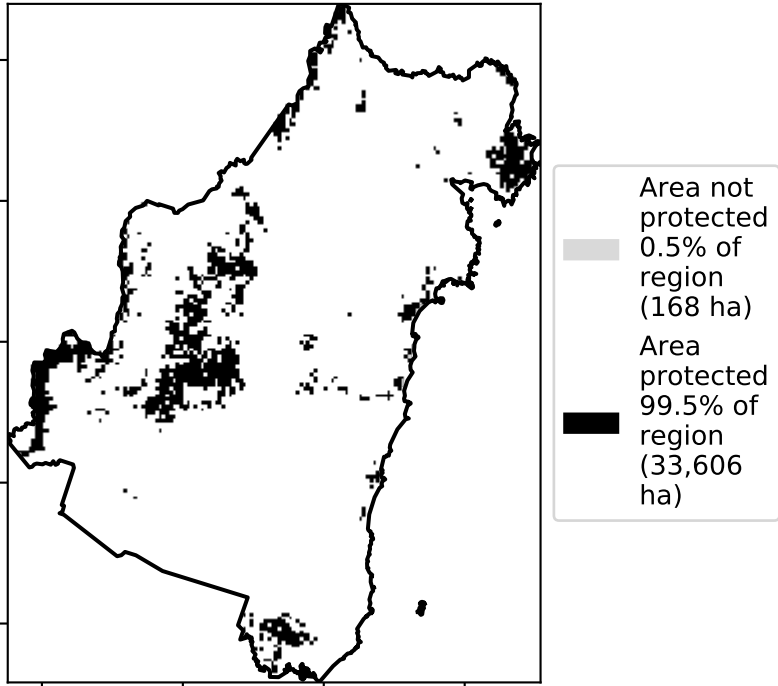 Area not
protected
0.5% of
region
(168 ha)
Area
protected
99.5% of
region
(33,606
ha)